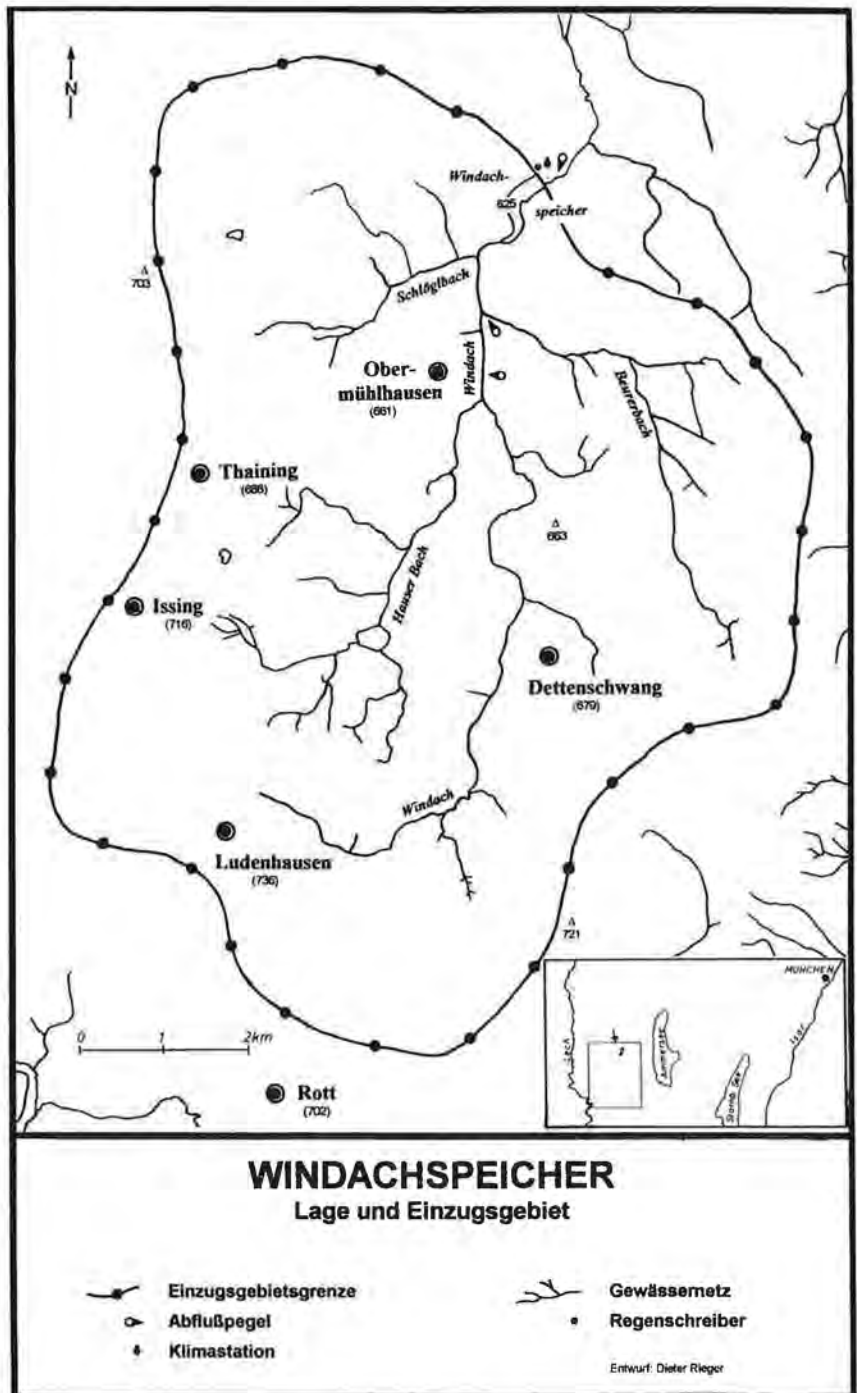 N
Windach-
625
speicher
703
Schlöglbach
Ober-
mühlhausen
(661)
Windach
Beurerbach
Thaining
(686)
663
Hauser Bach
Issing
(716)
Dettenschwang
(679)
Windach
Ludenhausen
(736)
721
MÜNCHEN
Lech
Ammersee
Starnb. See
Isar
0 1 2km
Rott
(702)
WINDACHSPEICHER
Lage und Einzugsgebiet
Einzugsgebietsgrenze
Abflußpegel
Klimastation
Gewässernetz
Regenschreiber
Entwurf: Dieter Rieger